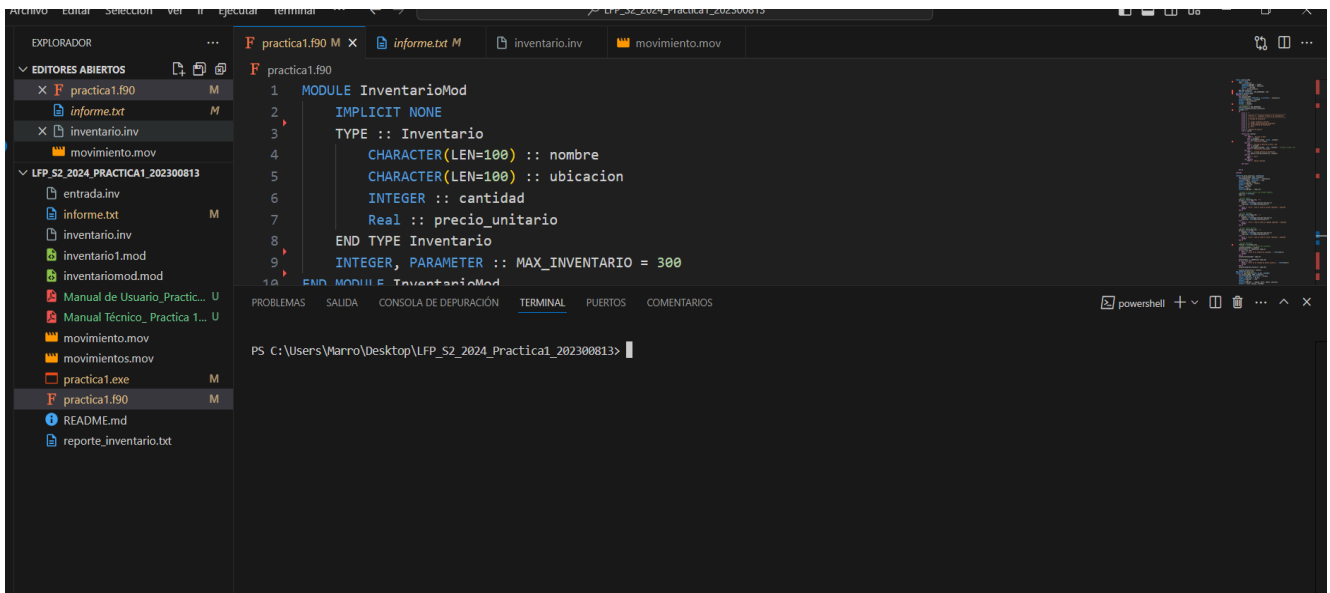 Archivo Editar Selección Ver Ir Ejecutar Terminal ··· LFP_S2_2024_Practica1_202300813
EXPLORADOR ···
EDITORES ABIERTOS
practica1.f90 M
informe.txt M
inventario.inv
movimiento.mov
LFP_S2_2024_PRACTICA1_202300813
entrada.inv
informe.txt M
inventario.inv
inventario1.mod
inventariomod.mod
Manual de Usuario_Practic... U
Manual Técnico_ Practica 1... U
movimiento.mov
movimientos.mov
practica1.exe M
practica1.f90 M
README.md
reporte_inventario.txt
practica1.f90 M informe.txt M inventario.inv movimiento.mov ···
practica1.f90
1 MODULE InventarioMod
2 IMPLICIT NONE
3 TYPE :: Inventario
4 CHARACTER(LEN=100) :: nombre
5 CHARACTER(LEN=100) :: ubicacion
6 INTEGER :: cantidad
7 Real :: precio_unitario
8 END TYPE Inventario
9 INTEGER, PARAMETER :: MAX_INVENTARIO = 300
10 END MODULE InventarioMod
PROBLEMAS SALIDA CONSOLA DE DEPURACIÓN TERMINAL PUERTOS COMENTARIOS powershell ···
PS C:\Users\Marro\Desktop\LFP_S2_2024_Practica1_202300813>